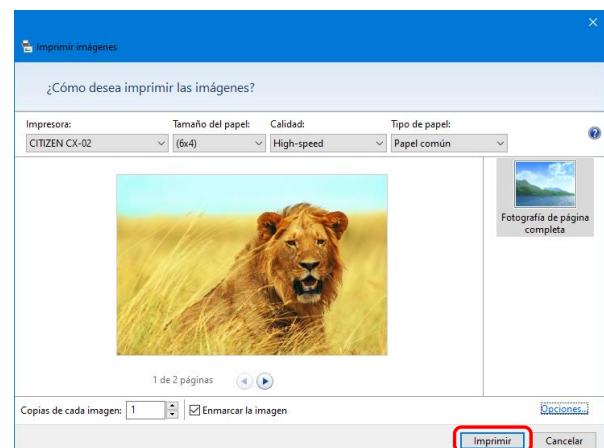 Imprimir imágenes
¿Cómo desea imprimir las imágenes?
Impresora: Tamaño del papel: Calidad: Tipo de papel:
CITIZEN CX-02 (6x4) High-speed Papel común
Fotografía de página
completa
1 de 2 páginas
Copias de cada imagen: 1 Enmarcar la imagen Opciones...
Imprimir Cancelar